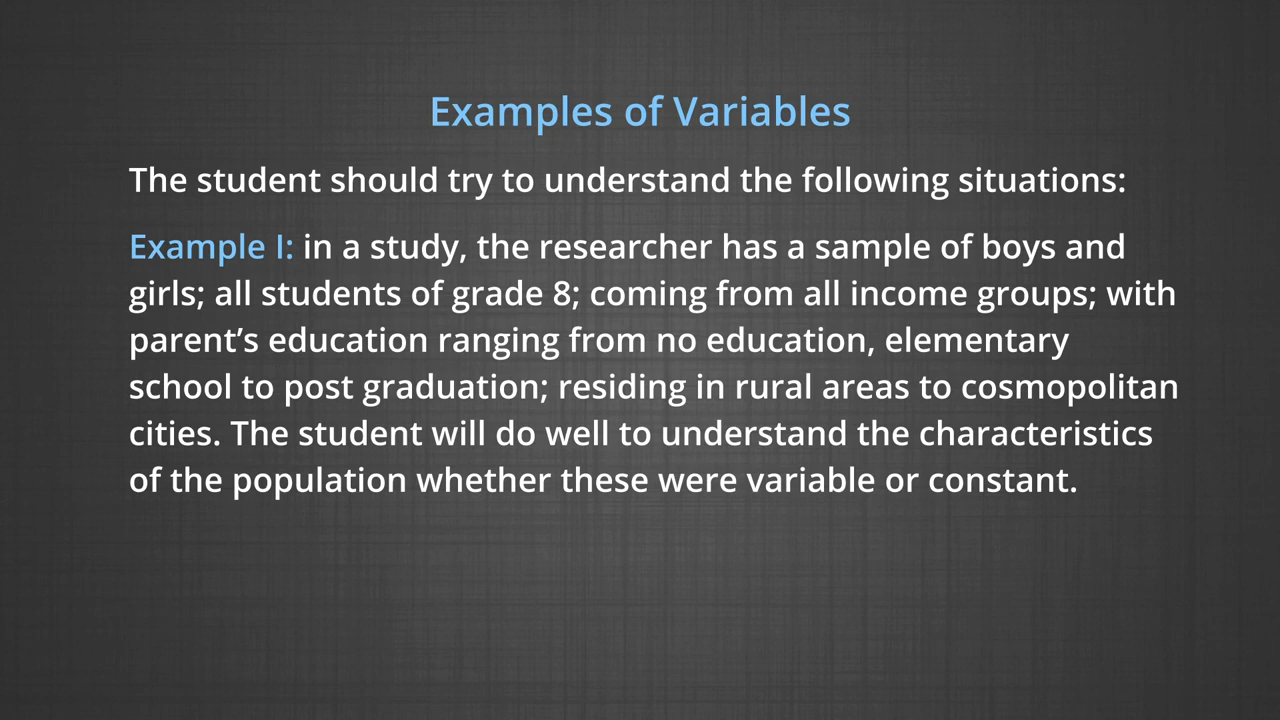 Examples of Variables
The student should try to understand the following situations:
Example I: in a study, the researcher has a sample of boys and
girls; all students of grade 8; coming from all income groups; with
parent’s education ranging from no education, elementary
school to post graduation; residing in rural areas to cosmopolitan
cities. The student will do well to understand the characteristics
of the population whether these were variable or constant.